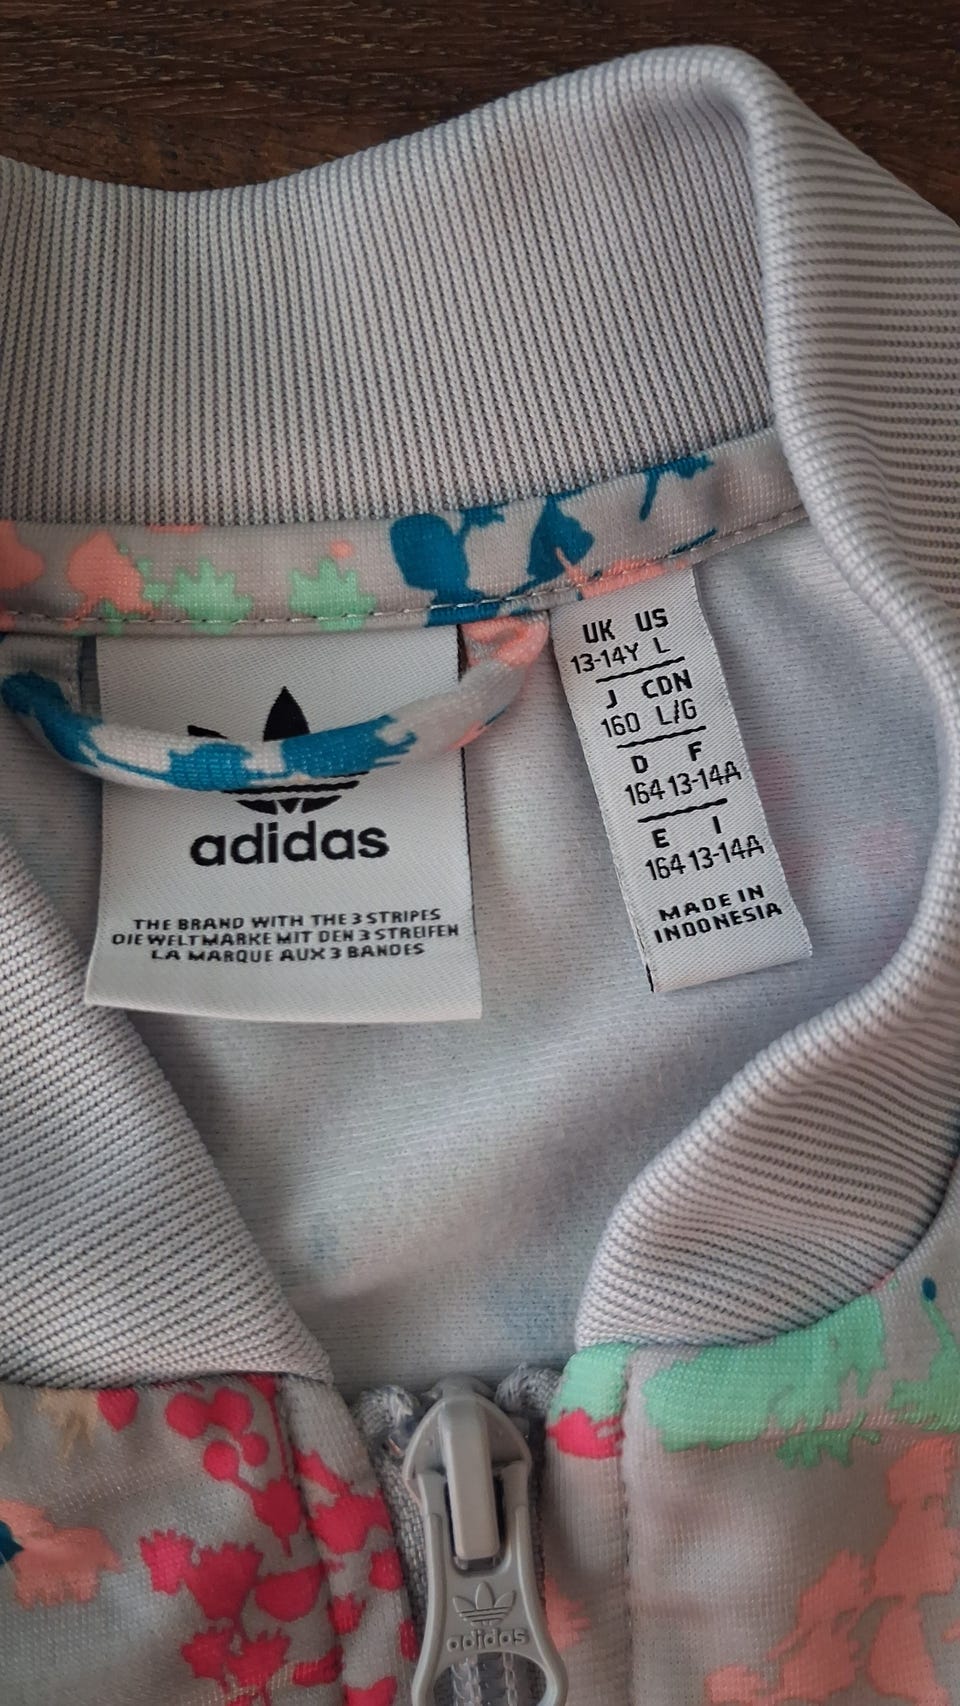 adidas
THE BRAND WITH THE 3 STRIPES
DIE WELTMARKE MIT DEN 3 STREIFEN
LA MARQUE AUX 3 BANDES
UK US
13-14Y L
J CDN
160 L/G
D F
164 13-14A
E I
164 13-14A
MADE IN
INDONESIA
adidas